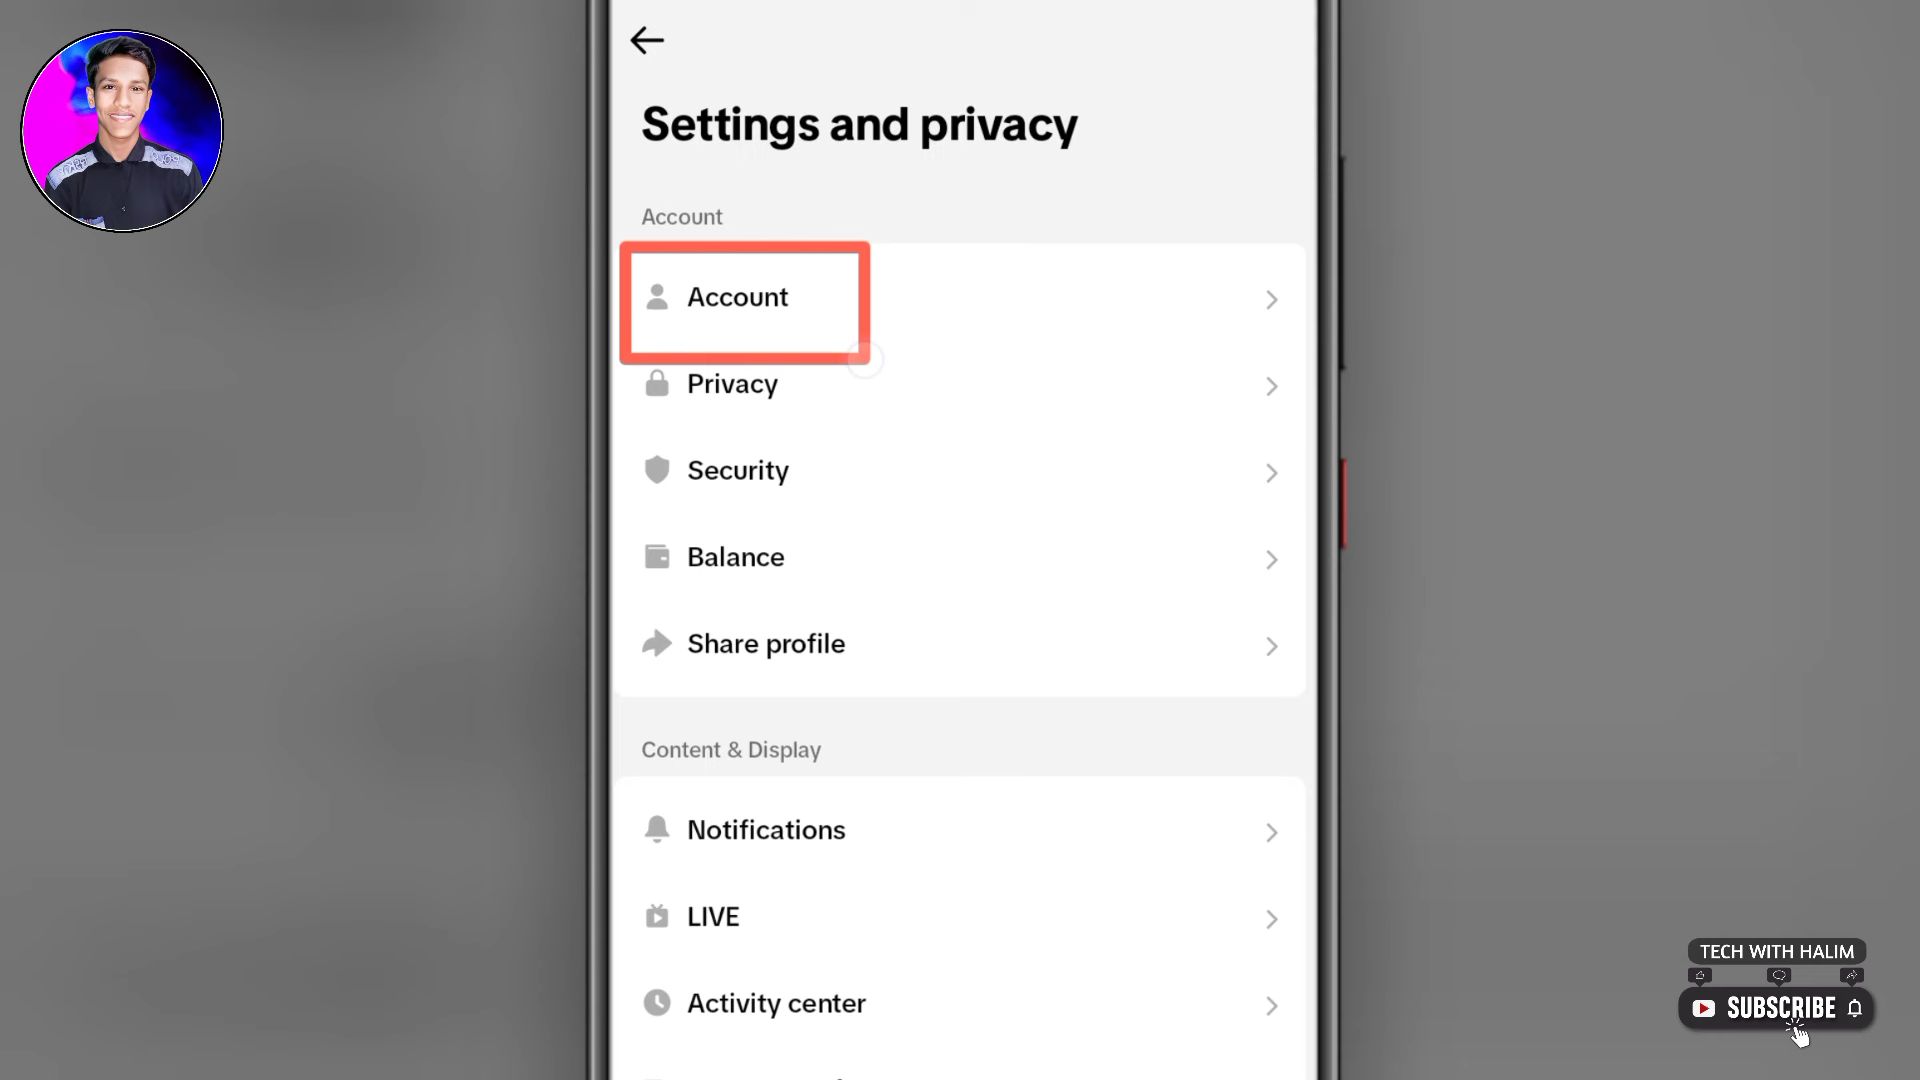 Settings and privacy
Account
Account
Privacy
Security
Balance
Share profile
Content & Display
Notifications
LIVE
Activity center
TECH WITH HALIM
SUBSCRIBE